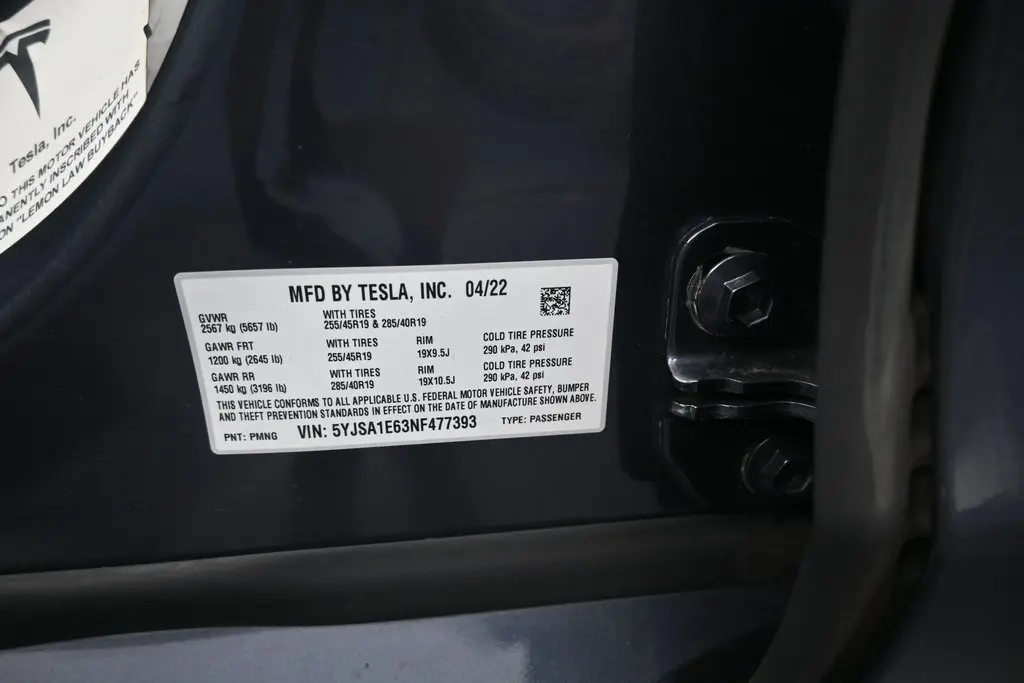 Tesla, Inc.
O THIS MOTOR VEHICLE HAS
ANENTLY INSCRIBED WITH
ON "LEMON LAW BUYBACK"
MFD BY TESLA, INC. 04/22
GVWR WITH TIRES
2567 kg (5657 lb) 255/45R19 & 285/40R19
GAWR FRT WITH TIRES RIM COLD TIRE PRESSURE
1200 kg (2645 lb) 255/45R19 19X9.5J 290 kPa, 42 psi
GAWR RR WITH TIRES RIM COLD TIRE PRESSURE
1450 kg (3196 lb) 285/40R19 19X10.5J 290 kPa, 42 psi
THIS VEHICLE CONFORMS TO ALL APPLICABLE U.S. FEDERAL MOTOR VEHICLE SAFETY, BUMPER
AND THEFT PREVENTION STANDARDS IN EFFECT ON THE DATE OF MANUFACTURE SHOWN ABOVE.
PNT: PMNG VIN: 5YJSA1E63NF477393 TYPE: PASSENGER